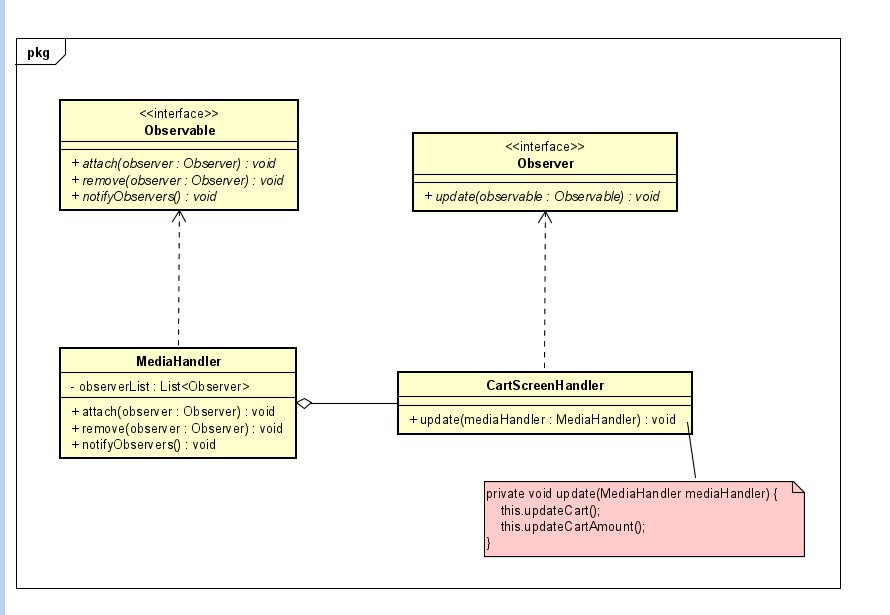 pkg
<<interface>>
Observable
+ attach(observer : Observer) : void
+ remove(observer : Observer) : void
+ notifyObservers() : void
<<interface>>
Observer
+ update(observable : Observable) : void
MediaHandler
- observerList : List<Observer>
+ attach(observer : Observer) : void
+ remove(observer : Observer) : void
+ notifyObservers() : void
CartScreenHandler
+ update(mediaHandler : MediaHandler) : void
private void update(MediaHandler mediaHandler) {
    this.updateCart();
    this.updateCartAmount();
}